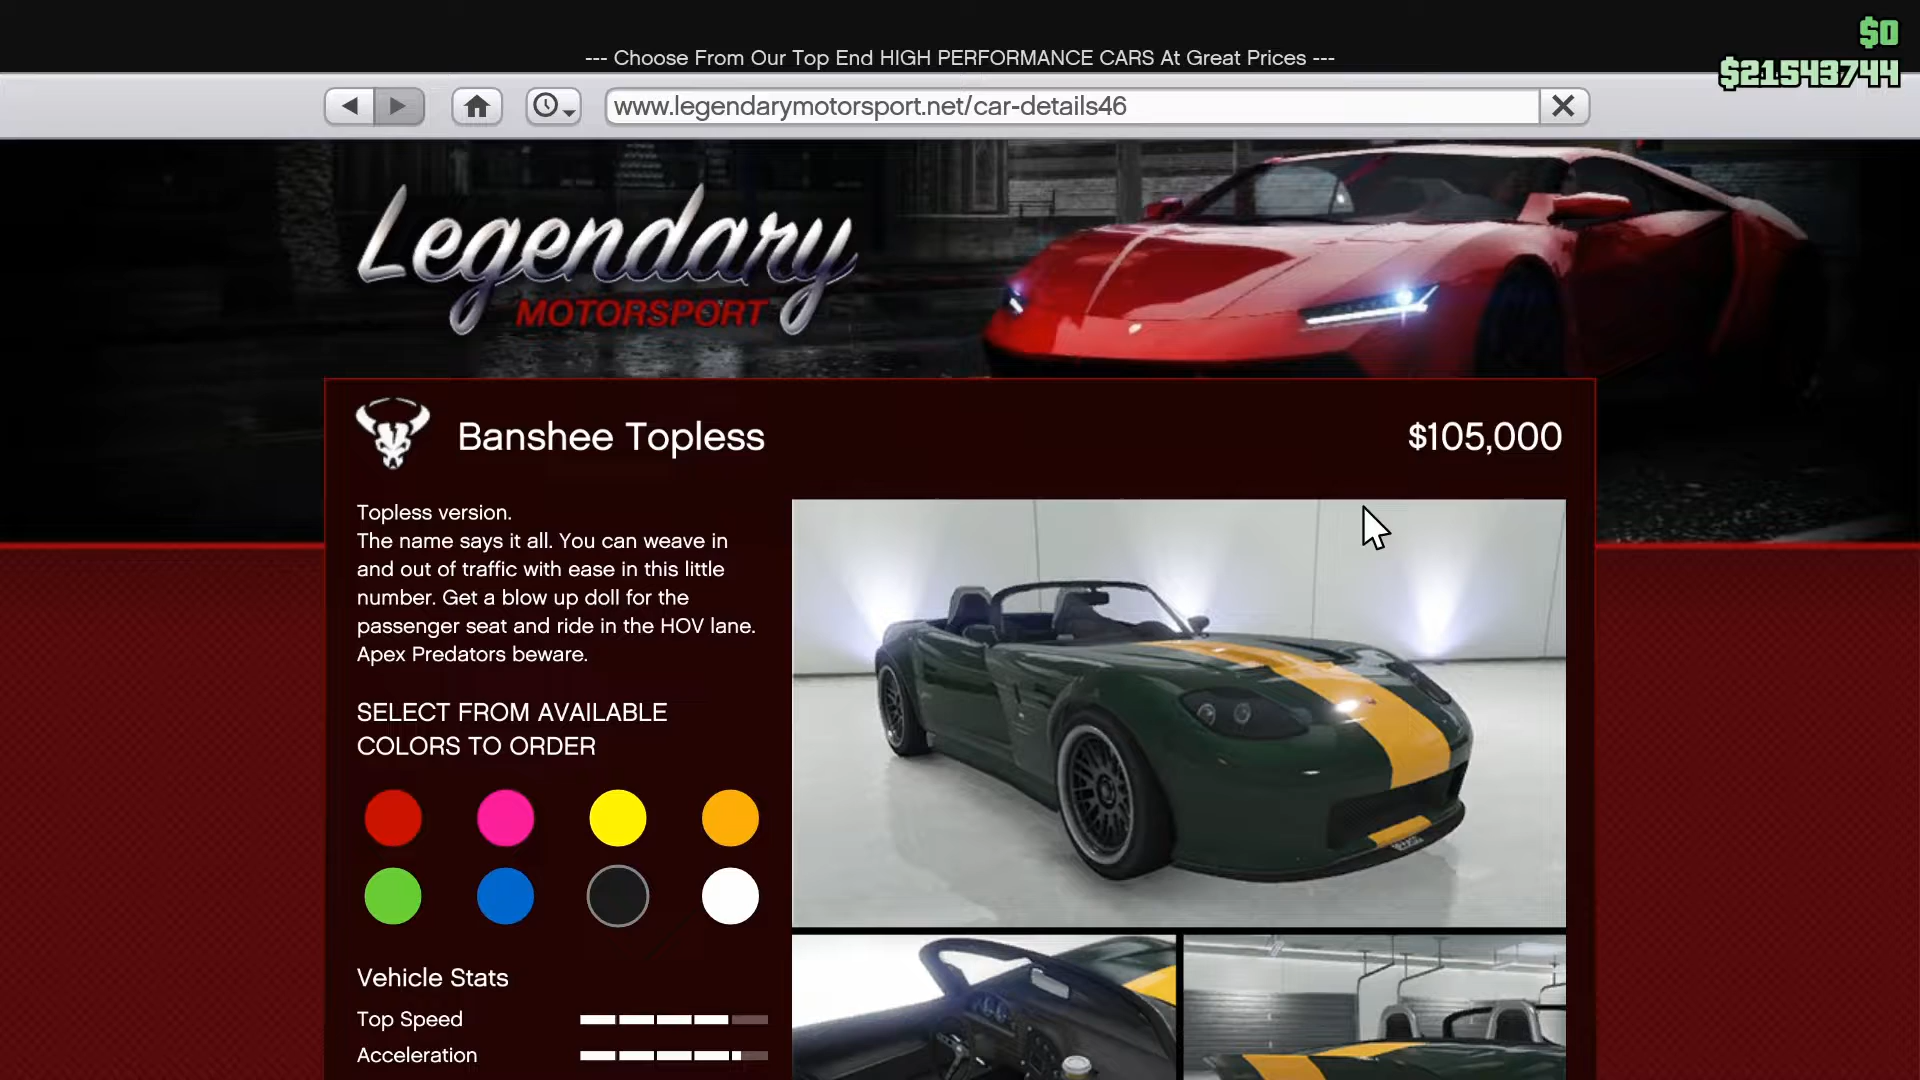 $0
--- Choose From Our Top End HIGH PERFORMANCE CARS At Great Prices ---
$21543744
www.legendarymotorsport.net/car-details46
Legendary
MOTORSPORT
Banshee Topless
$105,000
Topless version.
The name says it all. You can weave in
and out of traffic with ease in this little
number. Get a blow up doll for the
passenger seat and ride in the HOV lane.
Apex Predators beware.
SELECT FROM AVAILABLE
COLORS TO ORDER
Vehicle Stats
Top Speed
Acceleration